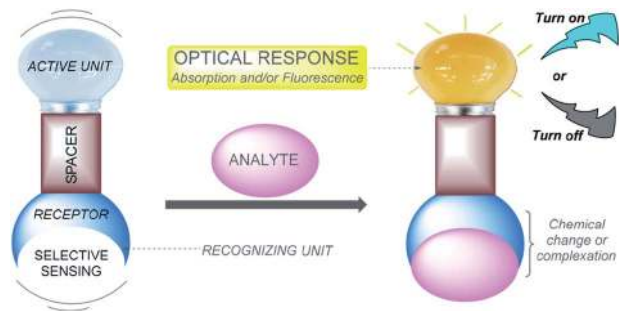 ACTIVE UNIT
SPACER
RECEPTOR
SELECTIVE
SENSING
OPTICAL RESPONSE
Absorption and/or Fluorescence
ANALYTE
RECOGNIZING UNIT
Turn on
or
Turn off
Chemical
change or
complexation